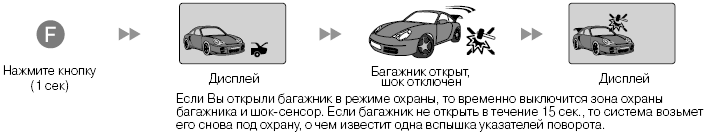 F
Нажмите кнопку
(1 сек)
Дисплей
Багажник открыт,
шок отключен
Дисплей
Если Вы открыли багажник в режиме охраны, то временно выключится зона охраны
багажника и шок-сенсор. Если багажник не открыть в течение 15 сек., то система возьмет
его снова под охрану, о чем известит одна вспышка указателей поворота.